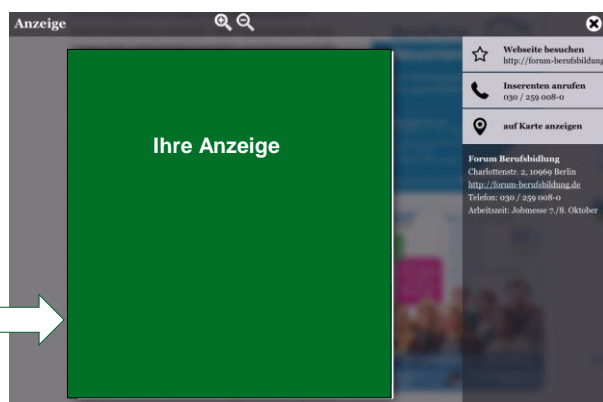 Anzeige
Ihre Anzeige
Webseite besuchen
http://forum-berufsbildung
Inserenten anrufen
030 / 259 008-0
auf Karte anzeigen
Forum Berufsbidlung
Charlottenstr. 2, 10969 Berlin
http://forum-berufsbildung.de
Telefon: 030 / 259 008-0
Arbeitszeit: Jobmesse 7./8. Oktober